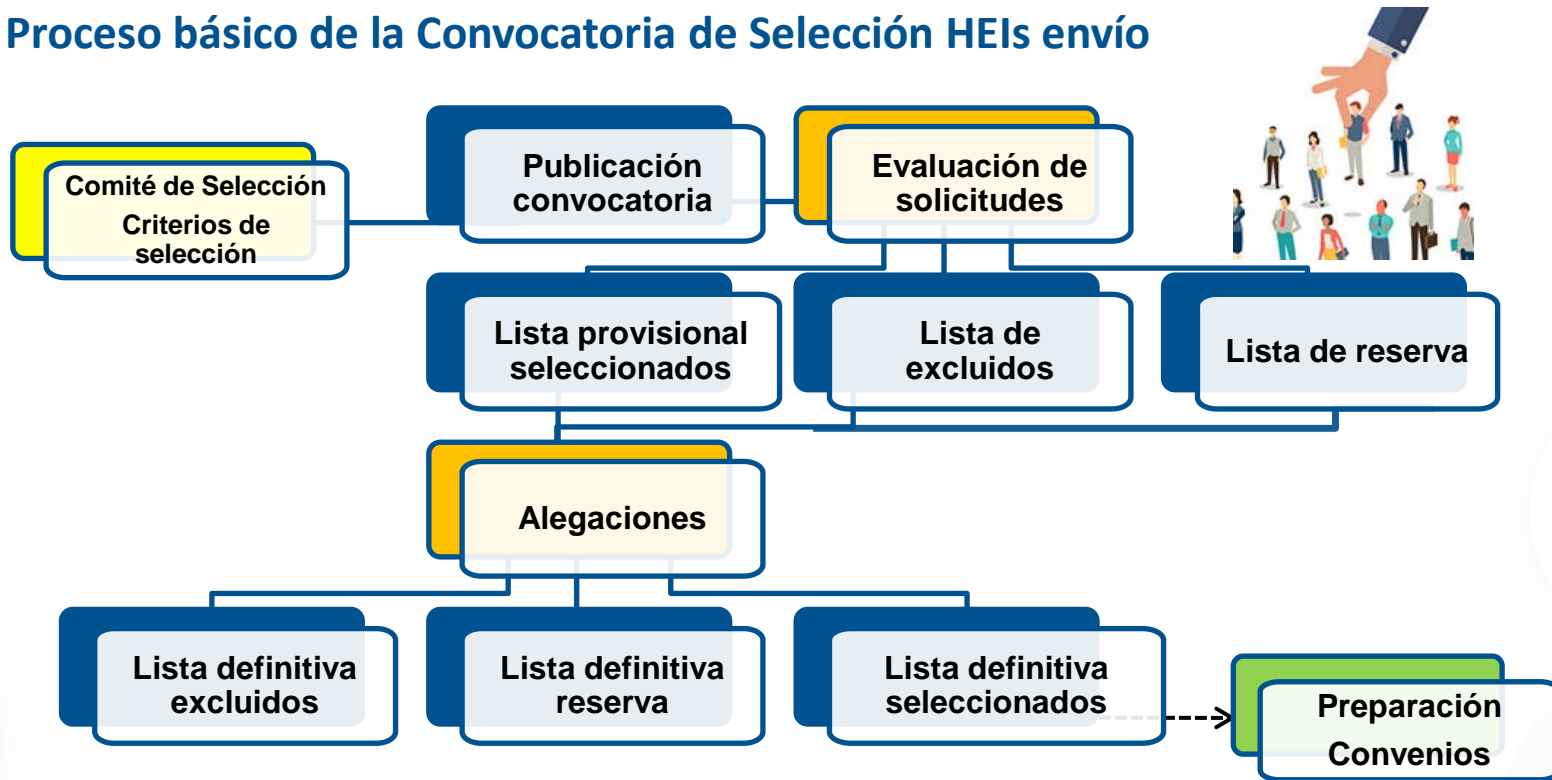 Proceso básico de la Convocatoria de Selección HEIs envío
Comité de Selección
Criterios de
selección
Publicación
convocatoria
Evaluación de
solicitudes
Lista provisional
seleccionados
Lista de
excluidos
Lista de reserva
Alegaciones
Lista definitiva
excluidos
Lista definitiva
reserva
Lista definitiva
seleccionados
Preparación
Convenios